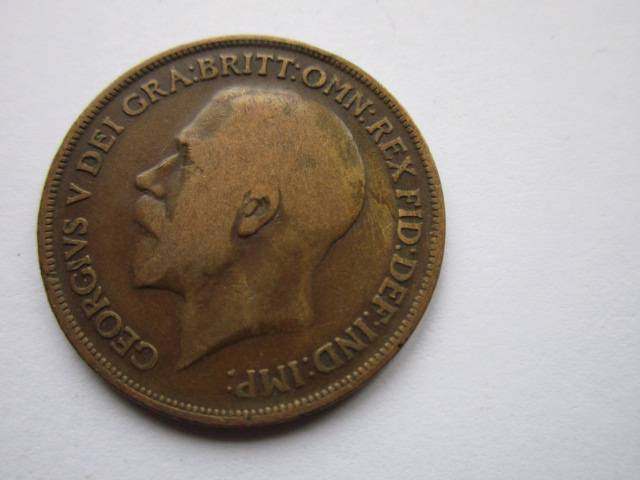 GEORGIVS V DEI GRA:BRITT:OMN:REX FID:DEF:IND:IMP: